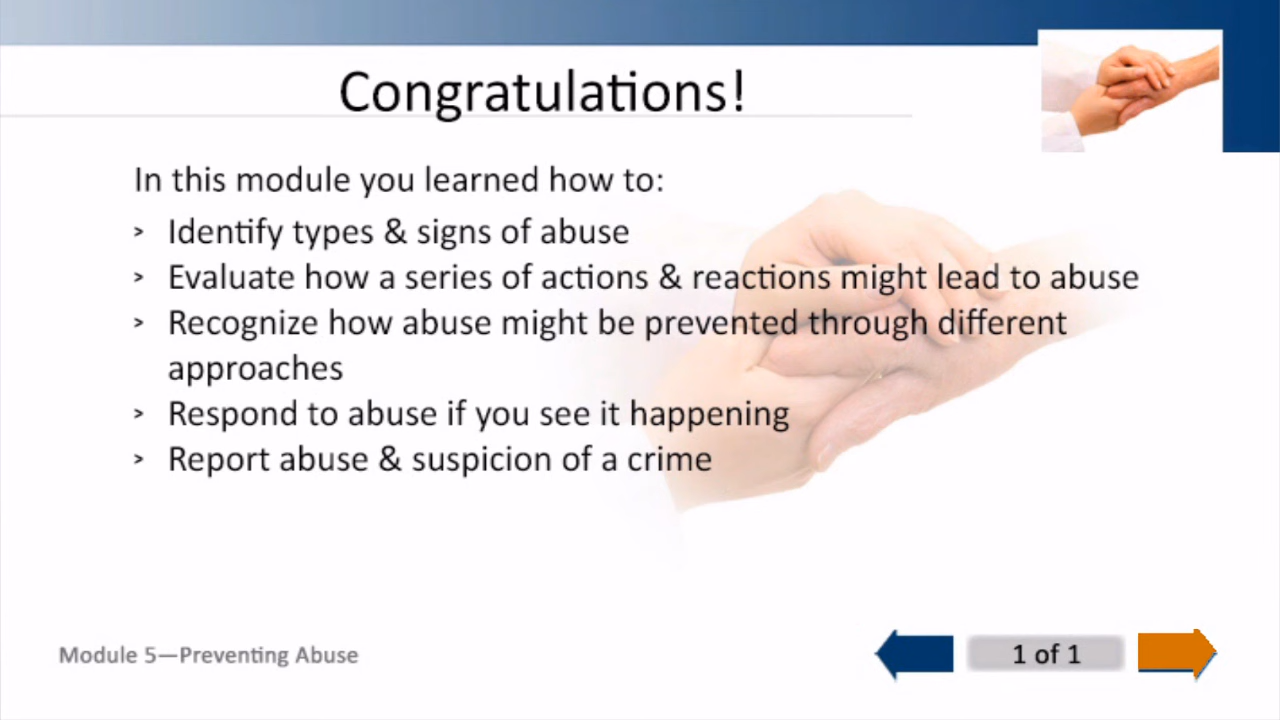 Congratulations!
In this module you learned how to:
> Identify types & signs of abuse
> Evaluate how a series of actions & reactions might lead to abuse
> Recognize how abuse might be prevented through different
approaches
> Respond to abuse if you see it happening
> Report abuse & suspicion of a crime
Module 5—Preventing Abuse
1 of 1